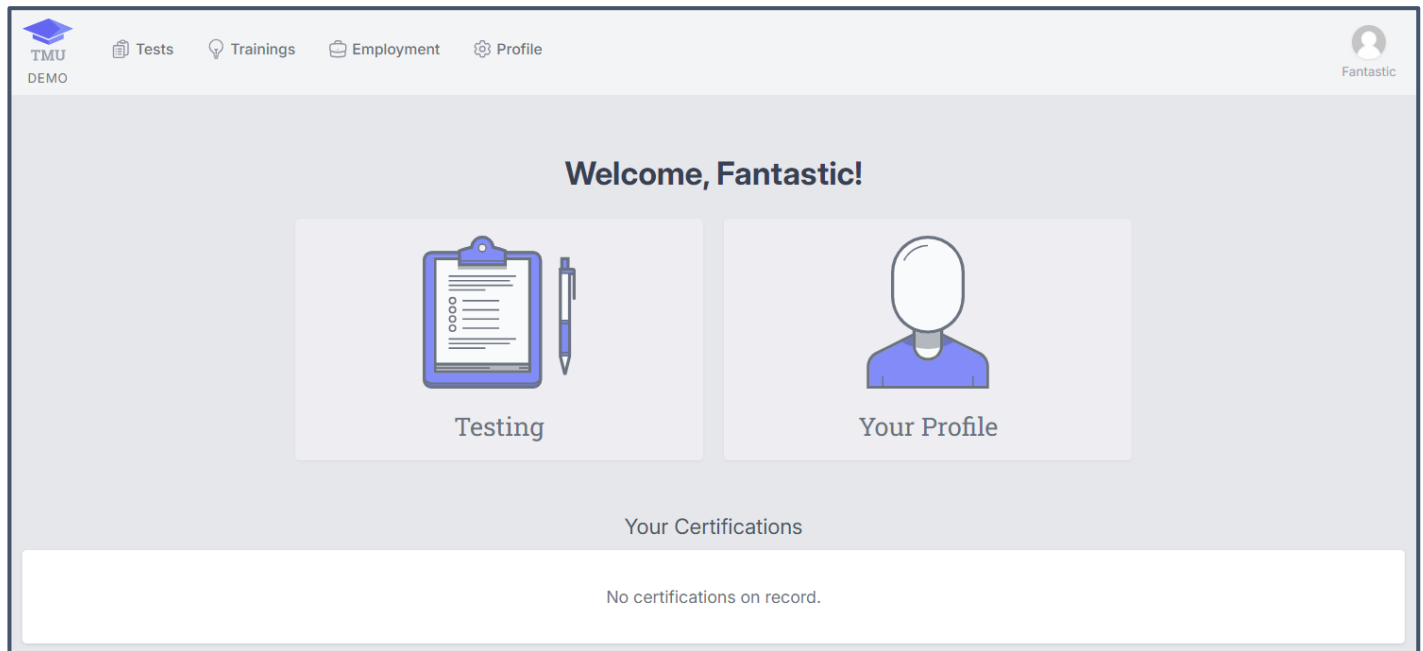 TMU
DEMO
Tests
Trainings
Employment
Profile
Fantastic
Welcome, Fantastic!
Testing
Your Profile
Your Certifications
No certifications on record.